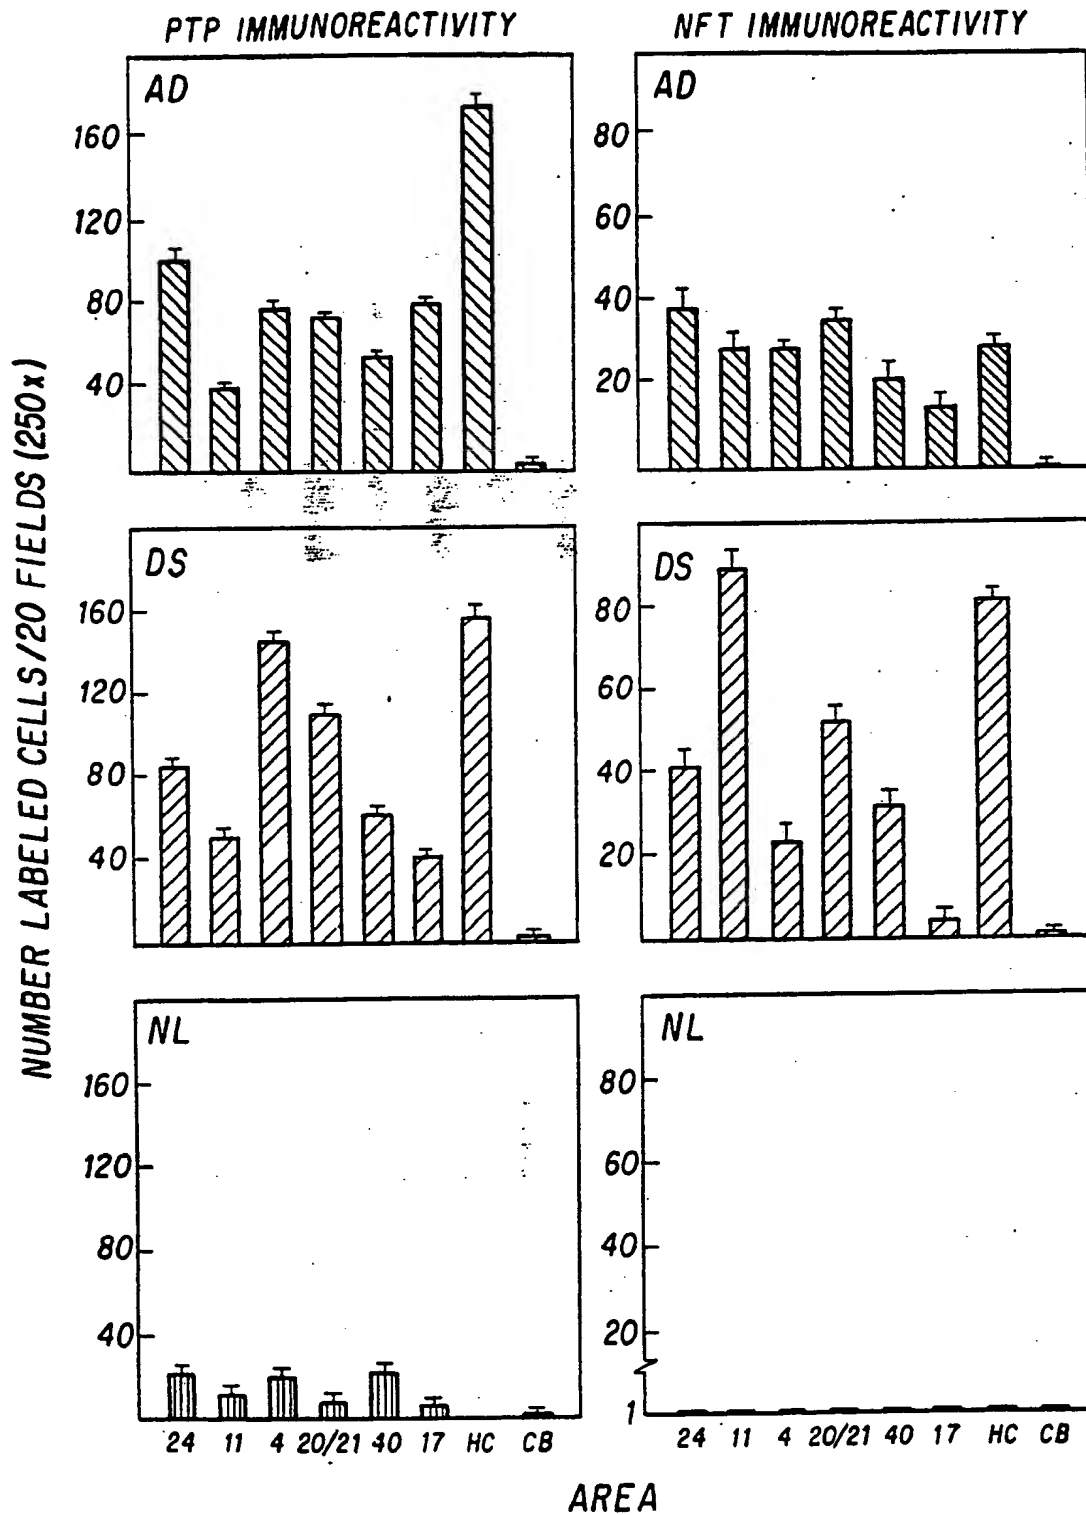 PTP IMMUNOREACTIVITY
NFT IMMUNOREACTIVITY
NUMBER LABELED CELLS/20 FIELDS (250x)
AD
160
120
80
40
AD
80
60
40
20
DS
160
120
80
40
DS
80
60
40
20
NL
160
120
80
40
24 11 4 20/21 40 17 HC CB
NL
80
60
40
20
1
24 11 4 20/21 40 17 HC CB
AREA